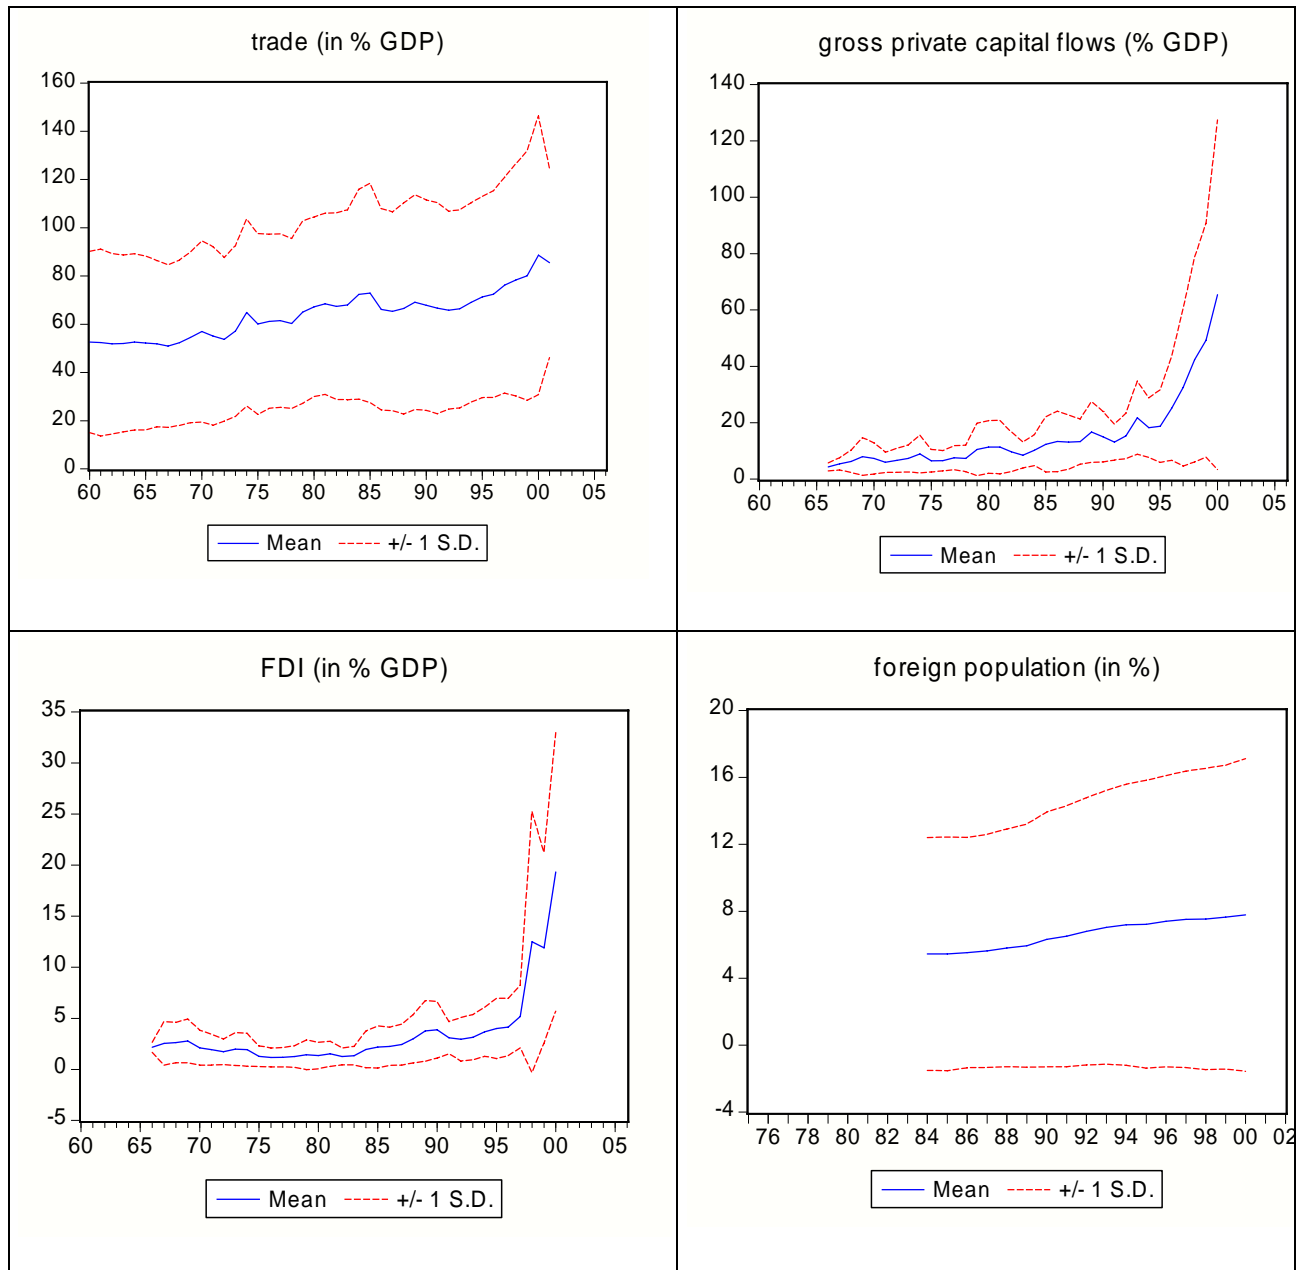 trade (in % GDP)
160
140
120
100
80
60
40
20
0
60 65 70 75 80 85 90 95 00 05
Mean +/- 1 S.D.
gross private capital flows (% GDP)
140
120
100
80
60
40
20
0
60 65 70 75 80 85 90 95 00 05
Mean +/- 1 S.D.
FDI (in % GDP)
35
30
25
20
15
10
5
0
-5
60 65 70 75 80 85 90 95 00 05
Mean +/- 1 S.D.
foreign population (in %)
20
16
12
8
4
0
-4
76 78 80 82 84 86 88 90 92 94 96 98 00 02
Mean +/- 1 S.D.